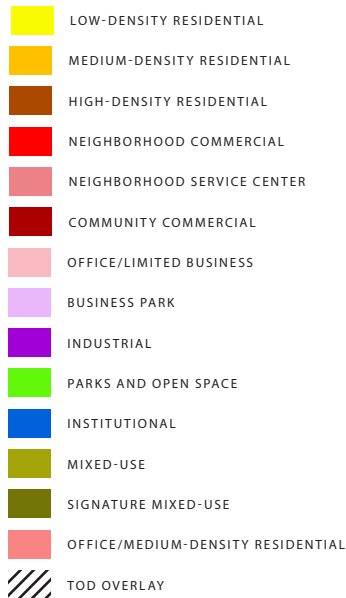 LOW-DENSITY RESIDENTIAL
MEDIUM-DENSITY RESIDENTIAL
HIGH-DENSITY RESIDENTIAL
NEIGHBORHOOD COMMERCIAL
NEIGHBORHOOD SERVICE CENTER
COMMUNITY COMMERCIAL
OFFICE/LIMITED BUSINESS
BUSINESS PARK
INDUSTRIAL
PARKS AND OPEN SPACE
INSTITUTIONAL
MIXED-USE
SIGNATURE MIXED-USE
OFFICE/MEDIUM-DENSITY RESIDENTIAL
TOD OVERLAY